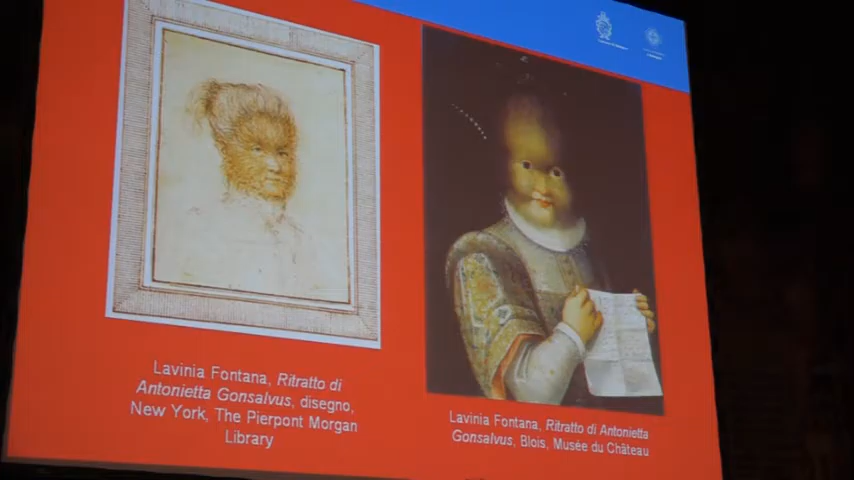 Lavinia Fontana, Ritratto di
Antonietta Gonsalvus, disegno,
New York, The Pierpont Morgan
Library
Lavinia Fontana, Ritratto di Antonietta
Gonsalvus, Blois, Musée du Château